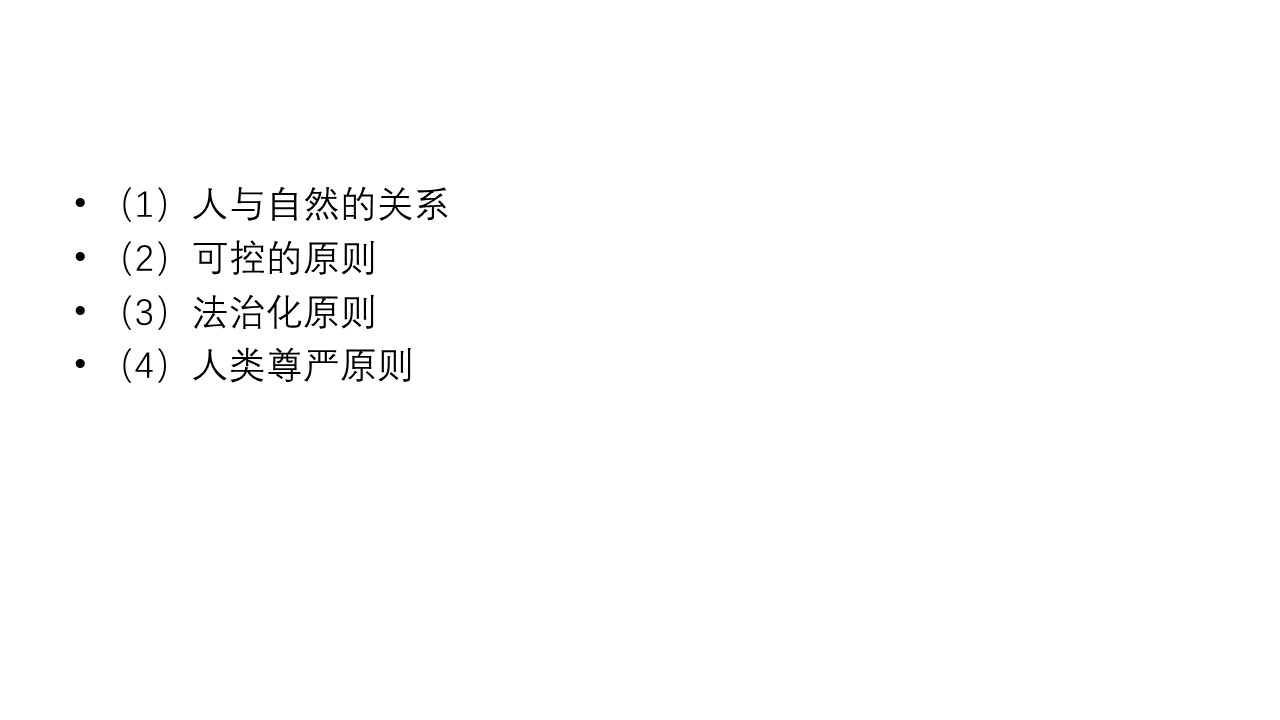 • （1）人与自然的关系
• （2）可控的原则
• （3）法治化原则
• （4）人类尊严原则